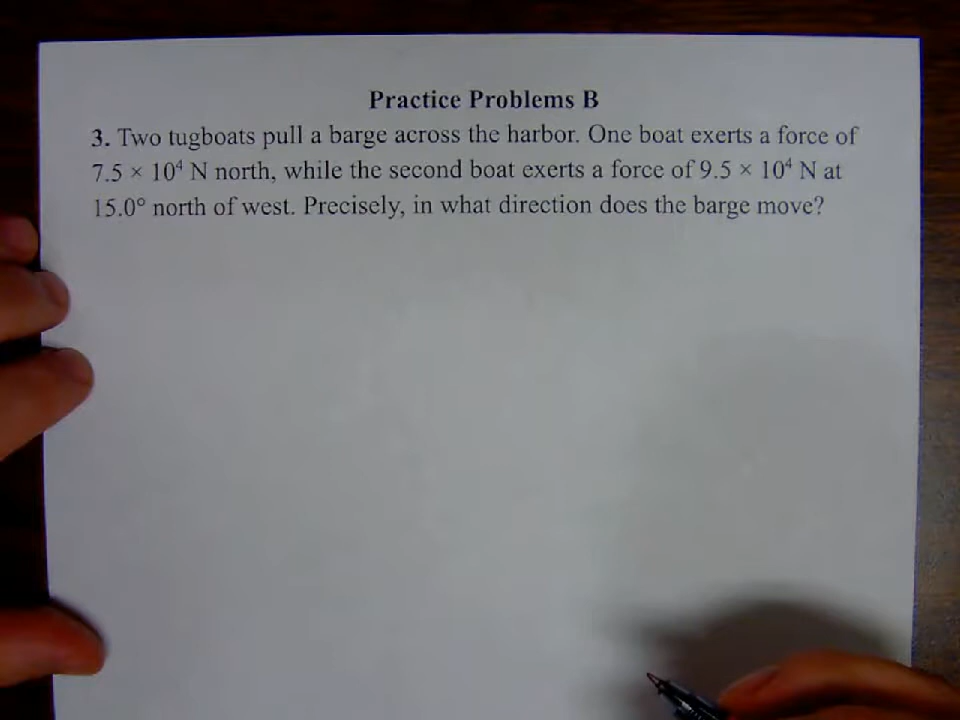 Practice Problems B
3. Two tugboats pull a barge across the harbor. One boat exerts a force of
7.5 × 10⁴ N north, while the second boat exerts a force of 9.5 × 10⁴ N at
15.0° north of west. Precisely, in what direction does the barge move?